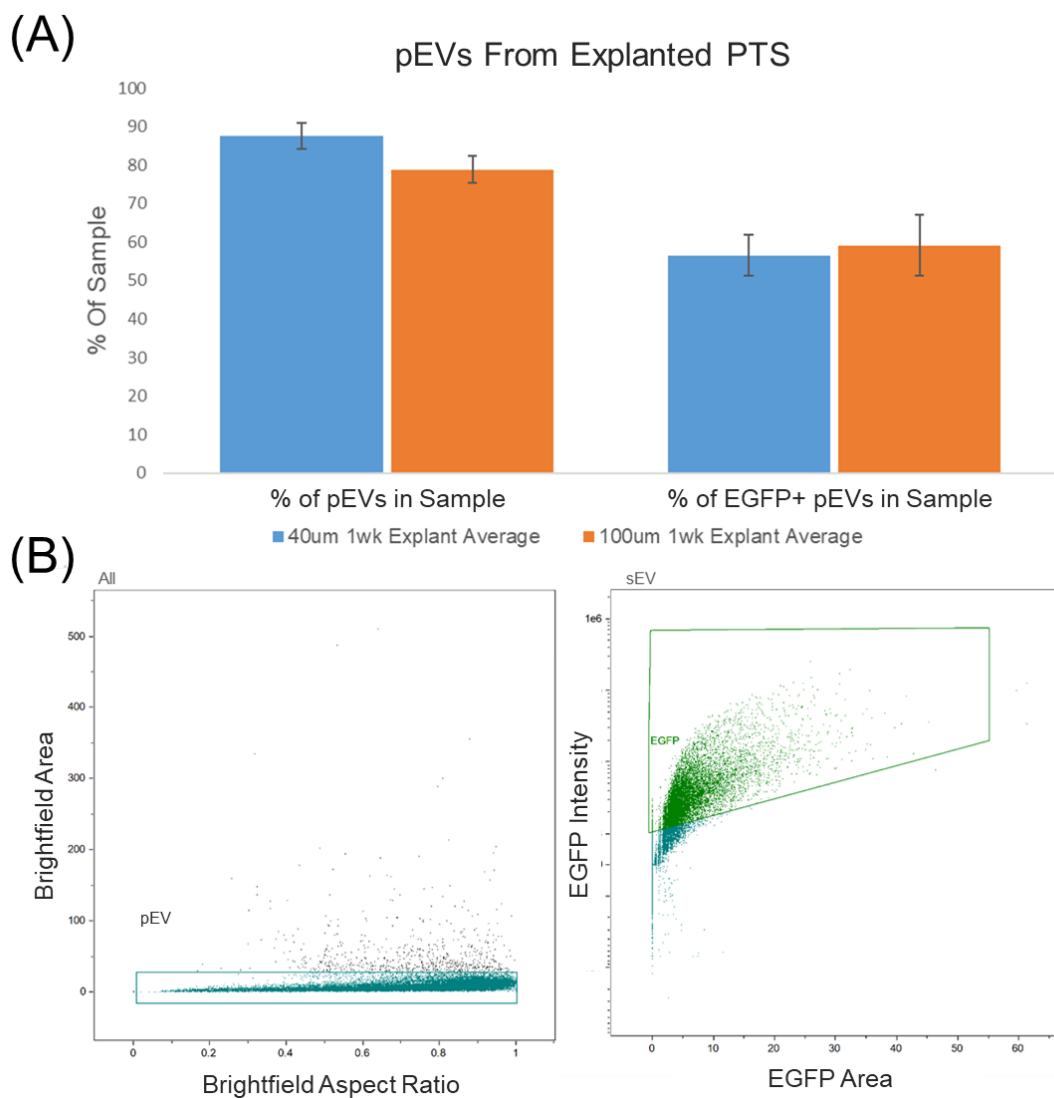 (A)
pEVs From Explanted PTS
% Of Sample
100
90
80
70
60
50
40
30
20
10
0
% of pEVs in Sample
% of EGFP+ pEVs in Sample
40um 1wk Explant Average
100um 1wk Explant Average
(B)
All
Brightfield Area
500
400
300
200
100
0
pEV
0 0.2 0.4 0.6 0.8 1
Brightfield Aspect Ratio
sEV
EGFP Intensity
1e6
EGFP
0 10 20 30 40 50 60
EGFP Area